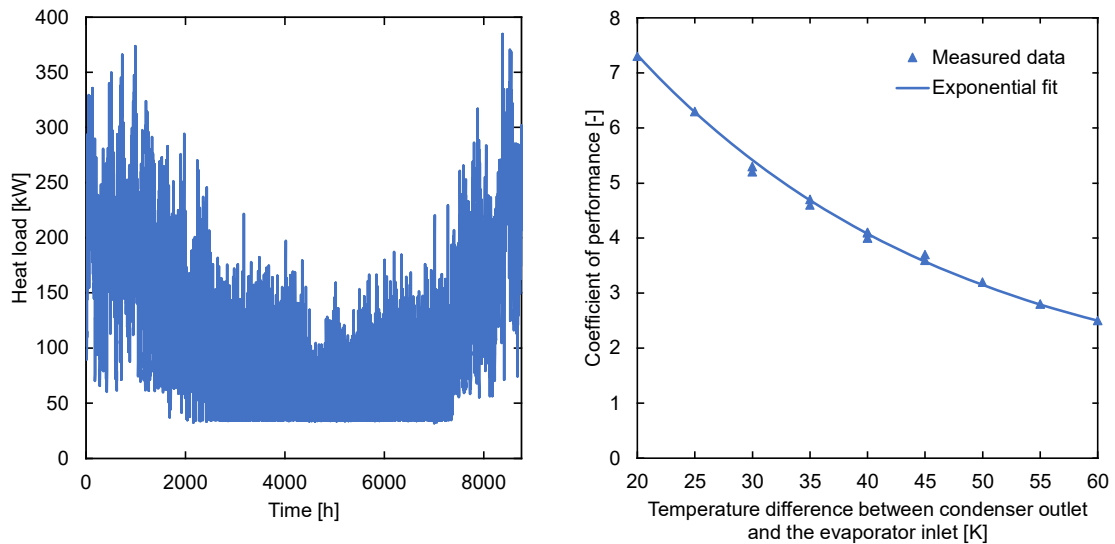 400
350
300
250
200
150
100
50
0
Heat load [kW]
0 2000 4000 6000 8000
Time [h]
8
7
6
5
4
3
2
1
0
Coefficient of performance [-]
Measured data
Exponential fit
20 25 30 35 40 45 50 55 60
Temperature difference between condenser outlet
and the evaporator inlet [K]